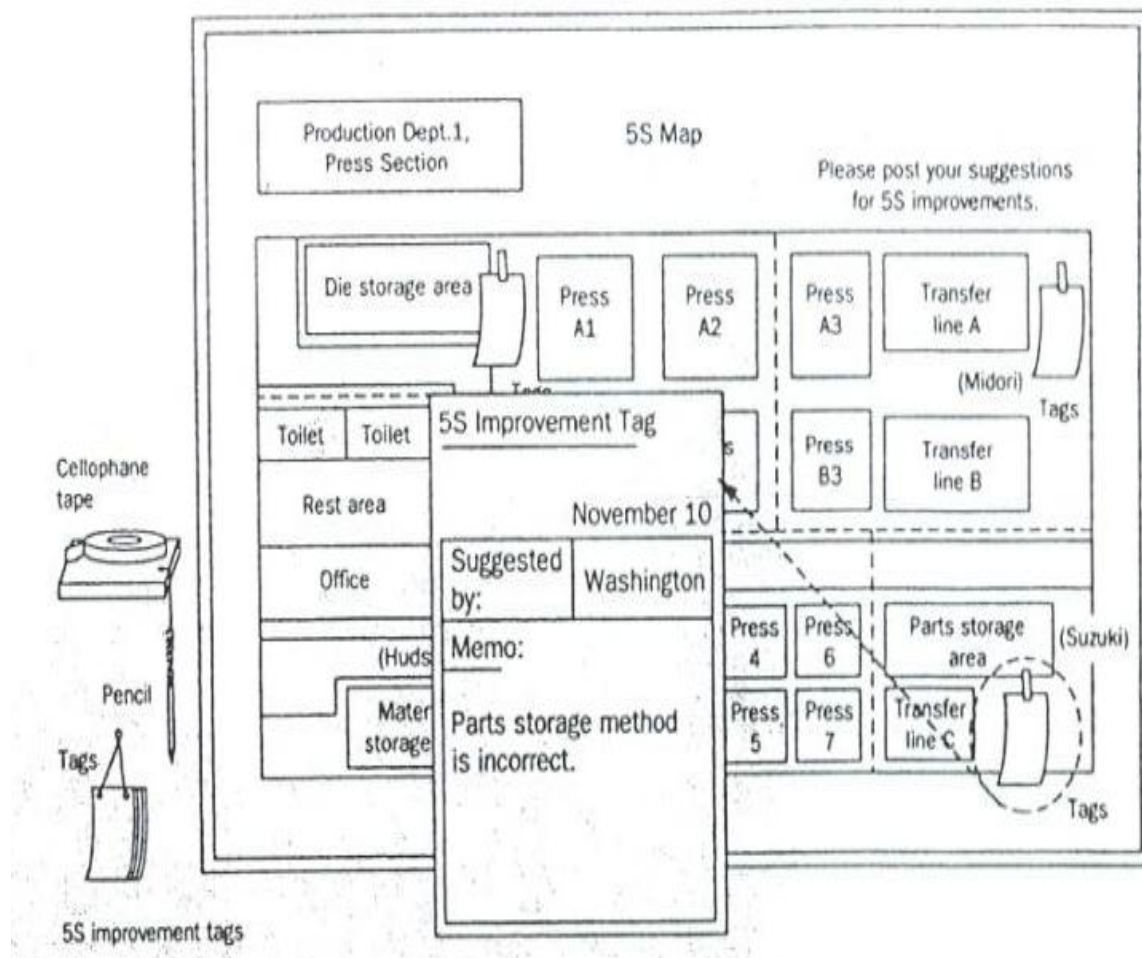 Production Dept.1,
Press Section
5S Map
Please post your suggestions
for 5S improvements.
Die storage area
Press
A1
Press
A2
Press
A3
Transfer
line A
(Midori)
Tags
Toilet
Toilet
Rest area
Office
(Huds
Mater
storage
5S Improvement Tag
November 10
Suggested
by:
Washington
Memo:
Parts storage method
is incorrect.
s
Press
B3
Transfer
line B
Press
4
Press
6
Parts storage
area
(Suzuki)
Press
5
Press
7
Transfer
line C
Tags
Cellophane
tape
Pencil
Tags
5S improvement tags